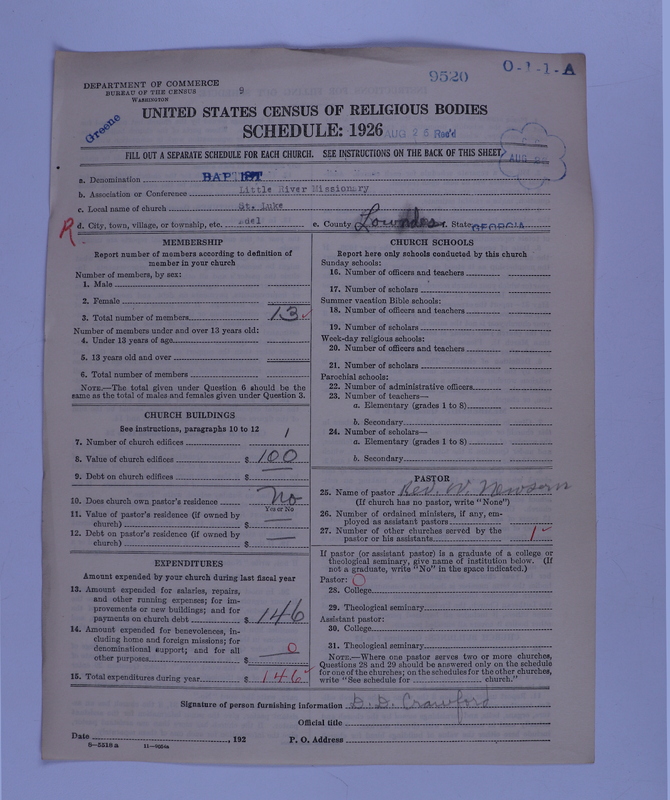 9520
O-1-1-A
DEPARTMENT OF COMMERCE
BUREAU OF THE CENSUS
WASHINGTON
9
UNITED STATES CENSUS OF RELIGIOUS BODIES
Greene
SCHEDULE: 1926
AUG 25 Rec'd
FILL OUT A SEPARATE SCHEDULE FOR EACH CHURCH. SEE INSTRUCTIONS ON THE BACK OF THIS SHEET
AUG
a. Denomination BAPTIST
b. Association or Conference Little River Missionary
c. Local name of church St. Luke
R d. City, town, village, or township, etc. Adel e. County Lowndes f. State GEORGIA
MEMBERSHIP
Report number of members according to definition of
member in your church
Number of members, by sex:
1. Male
2. Female
3. Total number of members 13 ✓
Number of members under and over 13 years old:
4. Under 13 years of age
5. 13 years old and over
6. Total number of members
NOTE.—The total given under Question 6 should be the
same as the total of males and females given under Question 3.
CHURCH BUILDINGS
See instructions, paragraphs 10 to 12
7. Number of church edifices 1
8. Value of church edifices $ 100
9. Debt on church edifices $ —
10. Does church own pastor's residence No
Yes or No
11. Value of pastor's residence (if owned by
church) $ —
12. Debt on pastor's residence (if owned by
church) $ —
EXPENDITURES
Amount expended by your church during last fiscal year
13. Amount expended for salaries, repairs,
and other running expenses; for im-
provements or new buildings; and for
payments on church debt $ 146
14. Amount expended for benevolences, in-
cluding home and foreign missions; for
denominational support; and for all
other purposes $ 0
15. Total expenditures during year $ 146 ✓
CHURCH SCHOOLS
Report here only schools conducted by this church
Sunday schools:
16. Number of officers and teachers
17. Number of scholars
Summer vacation Bible schools:
18. Number of officers and teachers
19. Number of scholars
Week-day religious schools:
20. Number of officers and teachers
21. Number of scholars
Parochial schools:
22. Number of administrative officers
23. Number of teachers—
a. Elementary (grades 1 to 8)
b. Secondary
24. Number of scholars—
a. Elementary (grades 1 to 8)
b. Secondary
PASTOR
25. Name of pastor Rev. W. Newsom
(If church has no pastor, write "None")
26. Number of ordained ministers, if any, em-
ployed as assistant pastors
27. Number of other churches served by the
pastor or his assistants 1 ✓
If pastor (or assistant pastor) is a graduate of a college or
theological seminary, give name of institution below. (If
not a graduate, write "No" in the space indicated.)
Pastor: O
28. College
29. Theological seminary
Assistant pastor:
30. College
31. Theological seminary
NOTE.—Where one pastor serves two or more churches,
Questions 28 and 29 should be answered only on the schedule
for one of the churches; on the schedules for the other churches,
write "See schedule for church."
Signature of person furnishing information D. D. Crawford
Official title
Date , 192 P. O. Address
8—5518 a 11—9004a